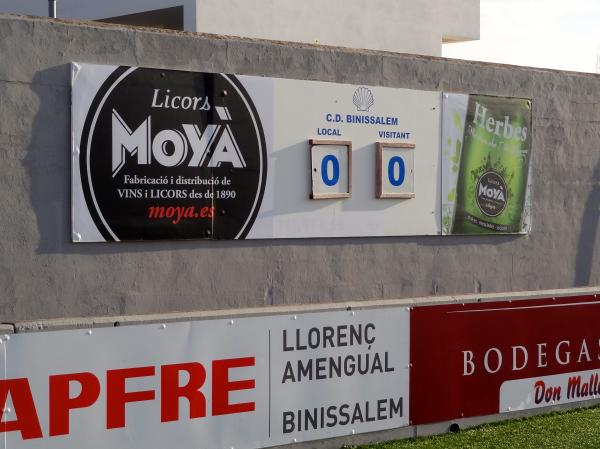 Licors
MOYÀ
Fabricació i distribució de
VINS i LICORS des de 1890
moya.es
C.D. BINISSALEM
LOCAL
VISITANT
0
0
Herbes
MOYÀ
APFRE
LLORENÇ
AMENGUAL
BINISSALEM
BODEGAS
Don Mall